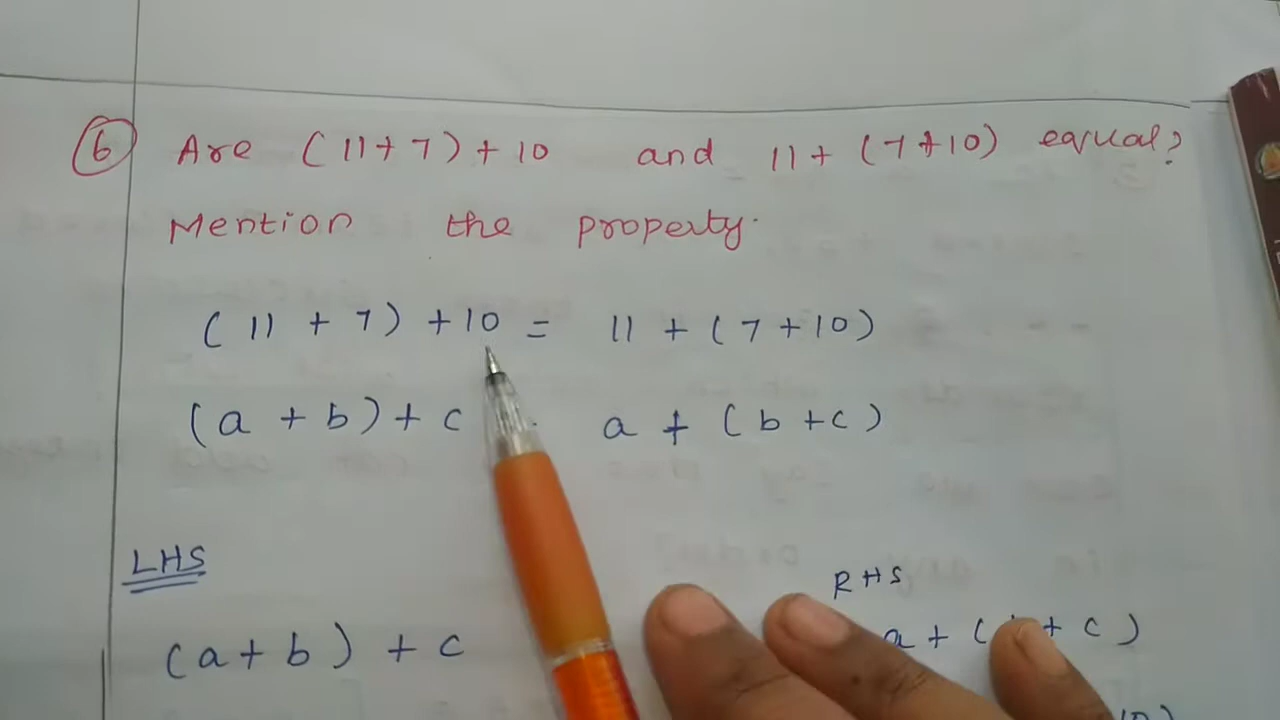 6 Are (11+7)+10 and 11+(7+10) equal?
Mention the property.
(11+7)+10 = 11+(7+10)
(a+b)+c a+(b+c)
LHS
RHS
(a+b)+c
a+( +c)